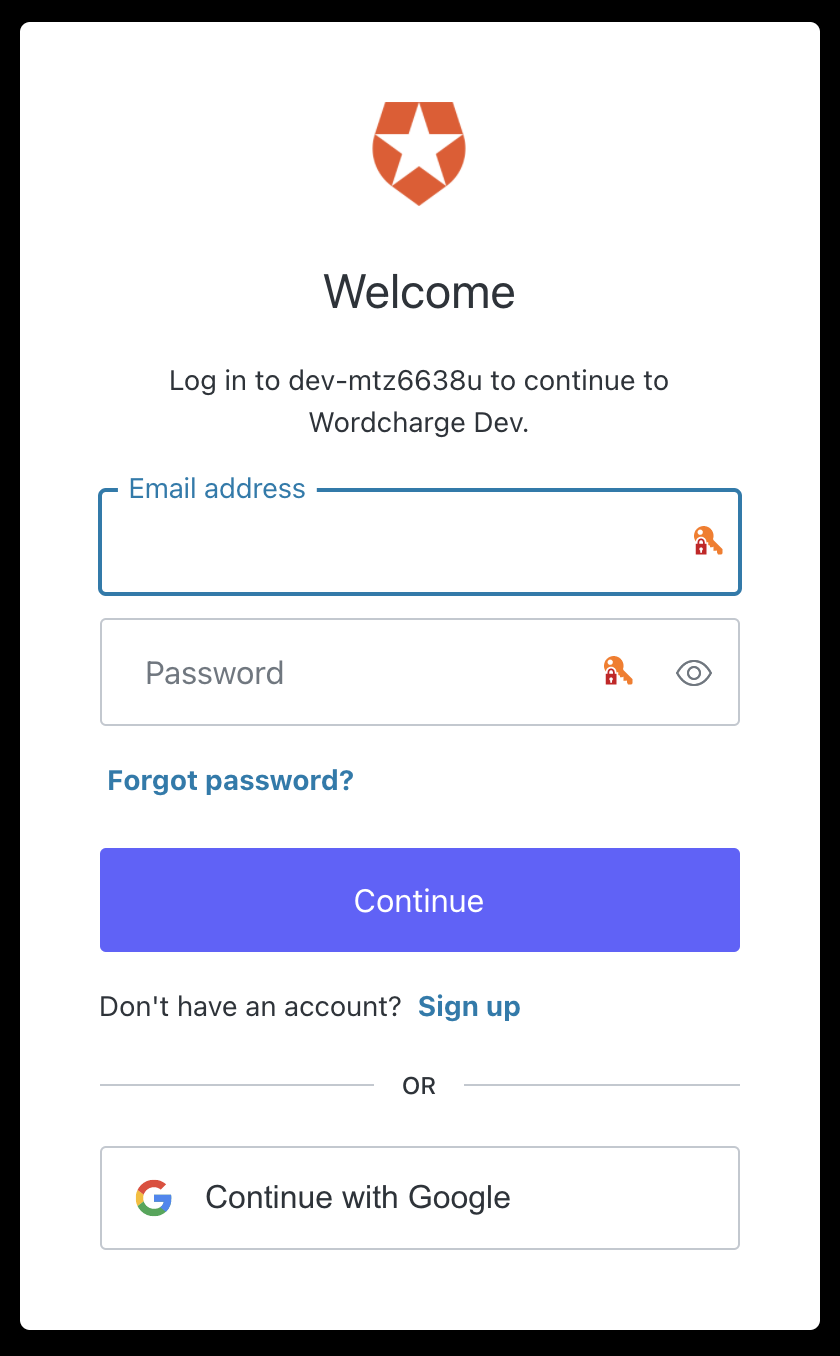 Welcome
Log in to dev-mtz6638u to continue to
Wordcharge Dev.
Email address
Password
Forgot password?
Continue
Don't have an account? Sign up
OR
Continue with Google